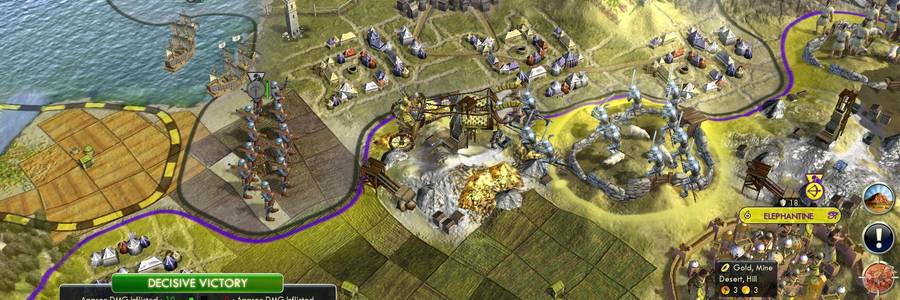 18
ELEPHANTINE
DECISIVE VICTORY
Gold, Mine
Desert, Hill
3 3